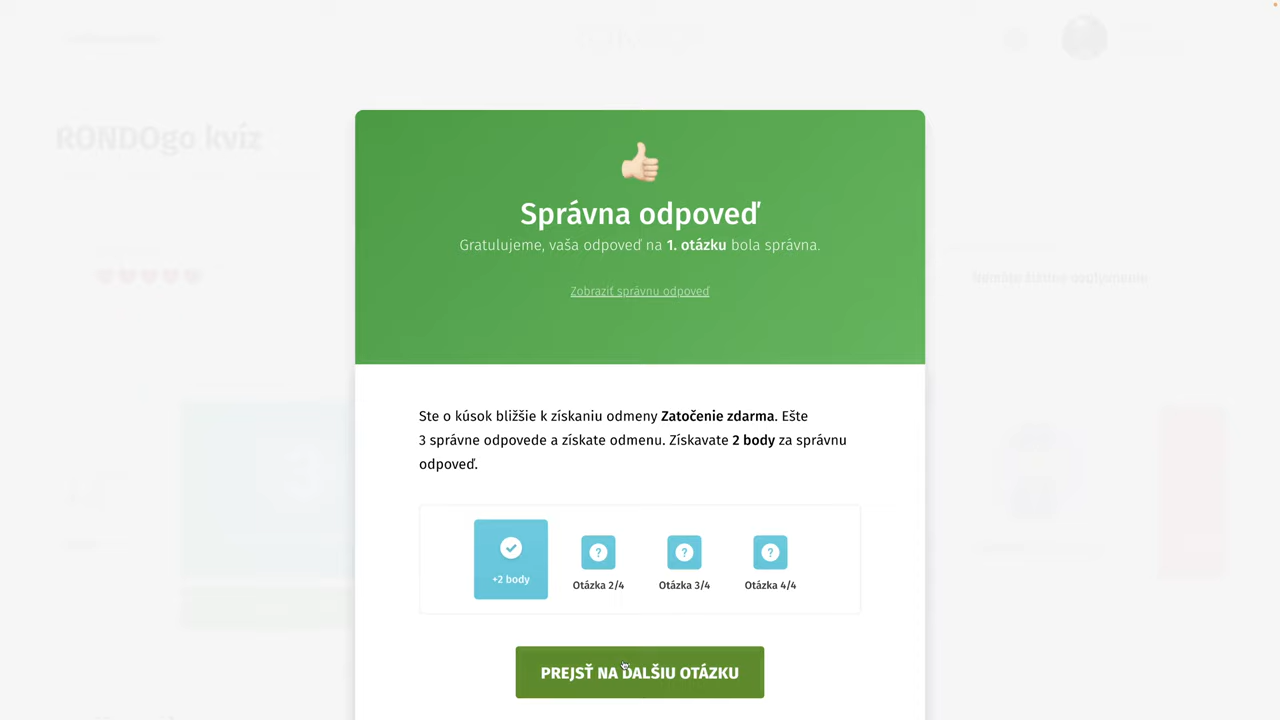 RONDOgo kvíz
Správna odpoveď
Gratulujeme, vaša odpoveď na 1. otázku bola správna.
Zobraziť správnu odpoveď
Ste o kúsok bližšie k získaniu odmeny Zatočenie zdarma. Ešte
3 správne odpovede a získate odmenu. Získavate 2 body za správnu
odpoveď.
+2 body
Otázka 2/4
Otázka 3/4
Otázka 4/4
PREJSŤ NA ĎALŠIU OTÁZKU